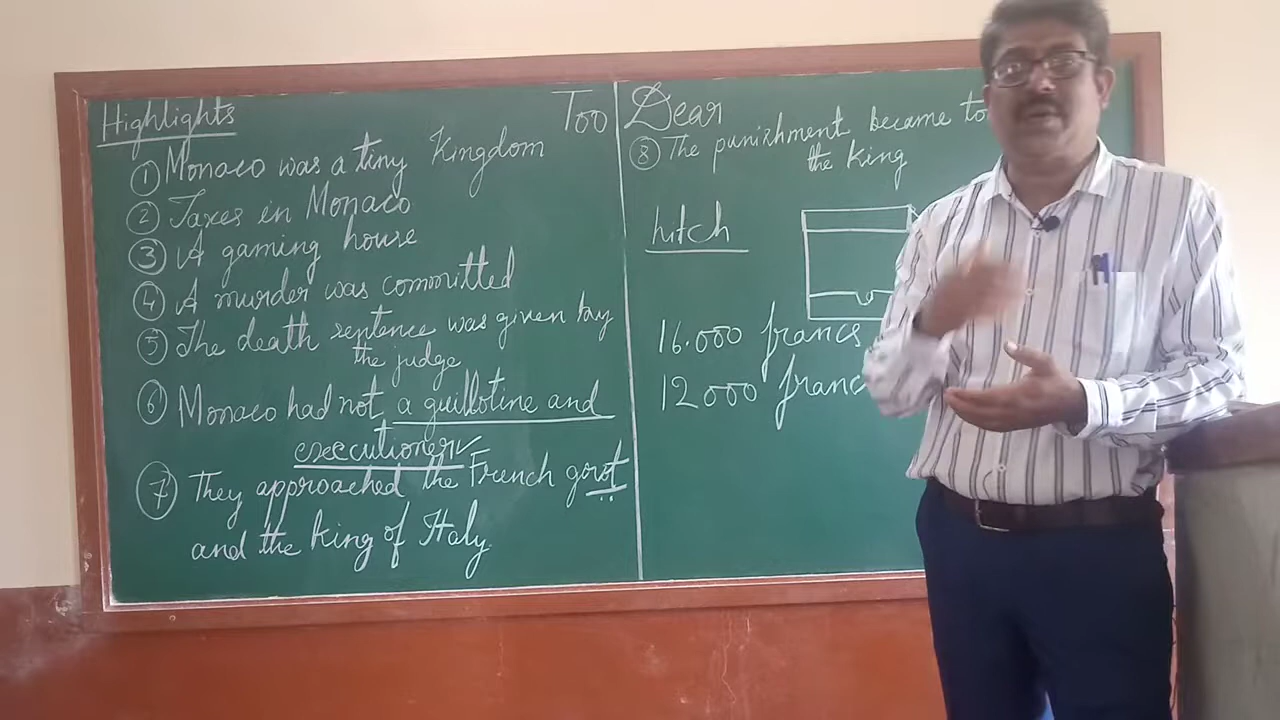 Highlights
Too Dear
① Monaco was a tiny Kingdom
② Taxes in Monaco
③ A gaming house
④ A murder was committed
⑤ The death sentence was given by
the judge
⑥ Monaco had not a guillotine and
executioner
⑦ They approached the French govt
and the king of Italy
⑧ The punishment became to
the king
hitch
16.000 francs
12000 franc